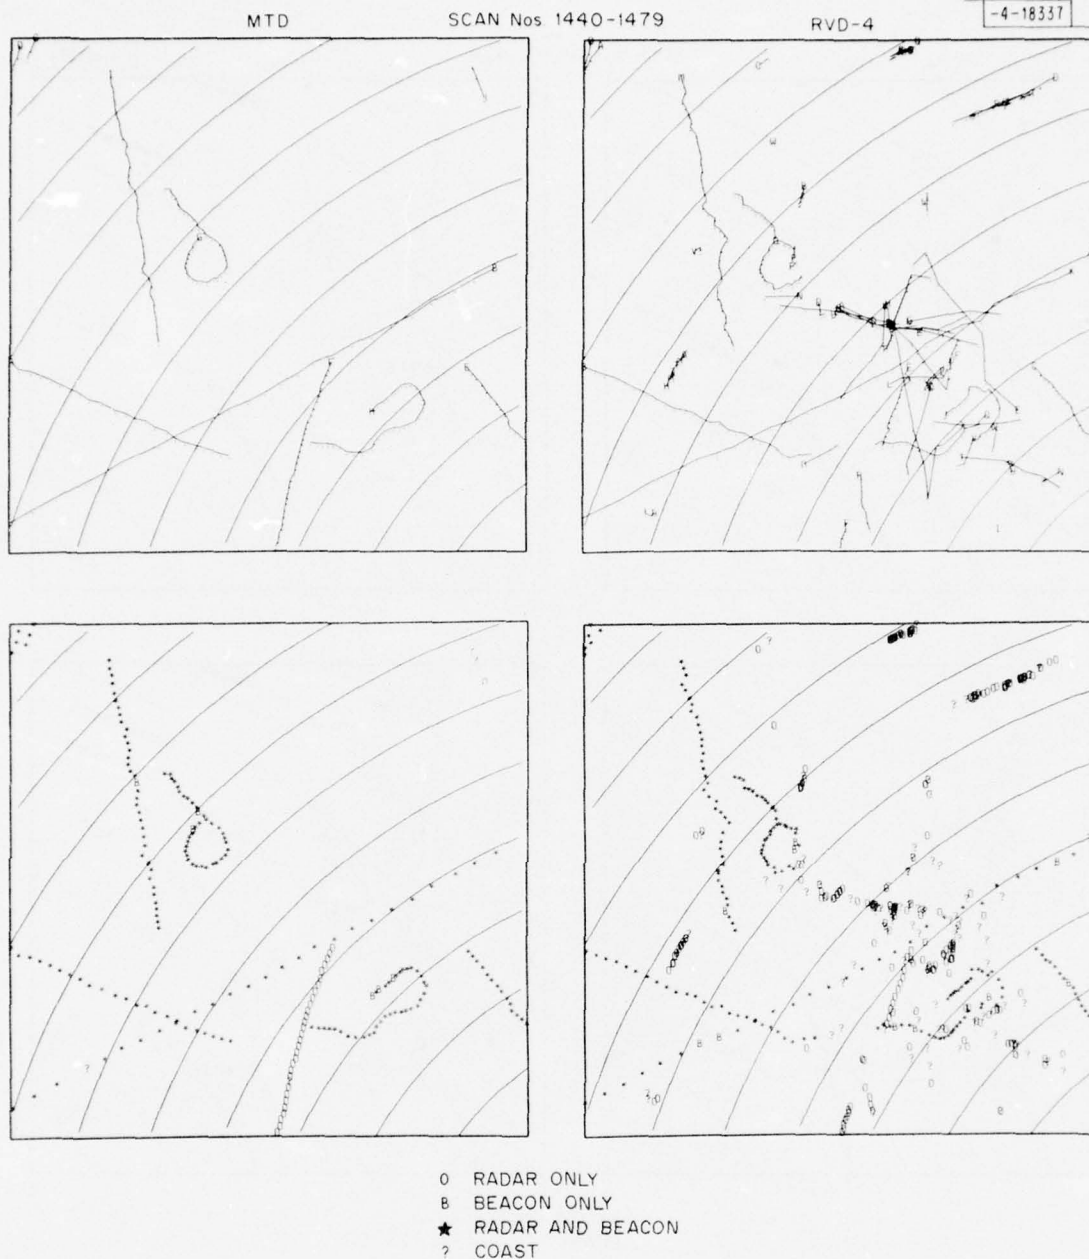 -4-18337
MTD SCAN Nos 1440-1479 RVD-4
0 RADAR ONLY
B BEACON ONLY
★ RADAR AND BEACON
? COAST